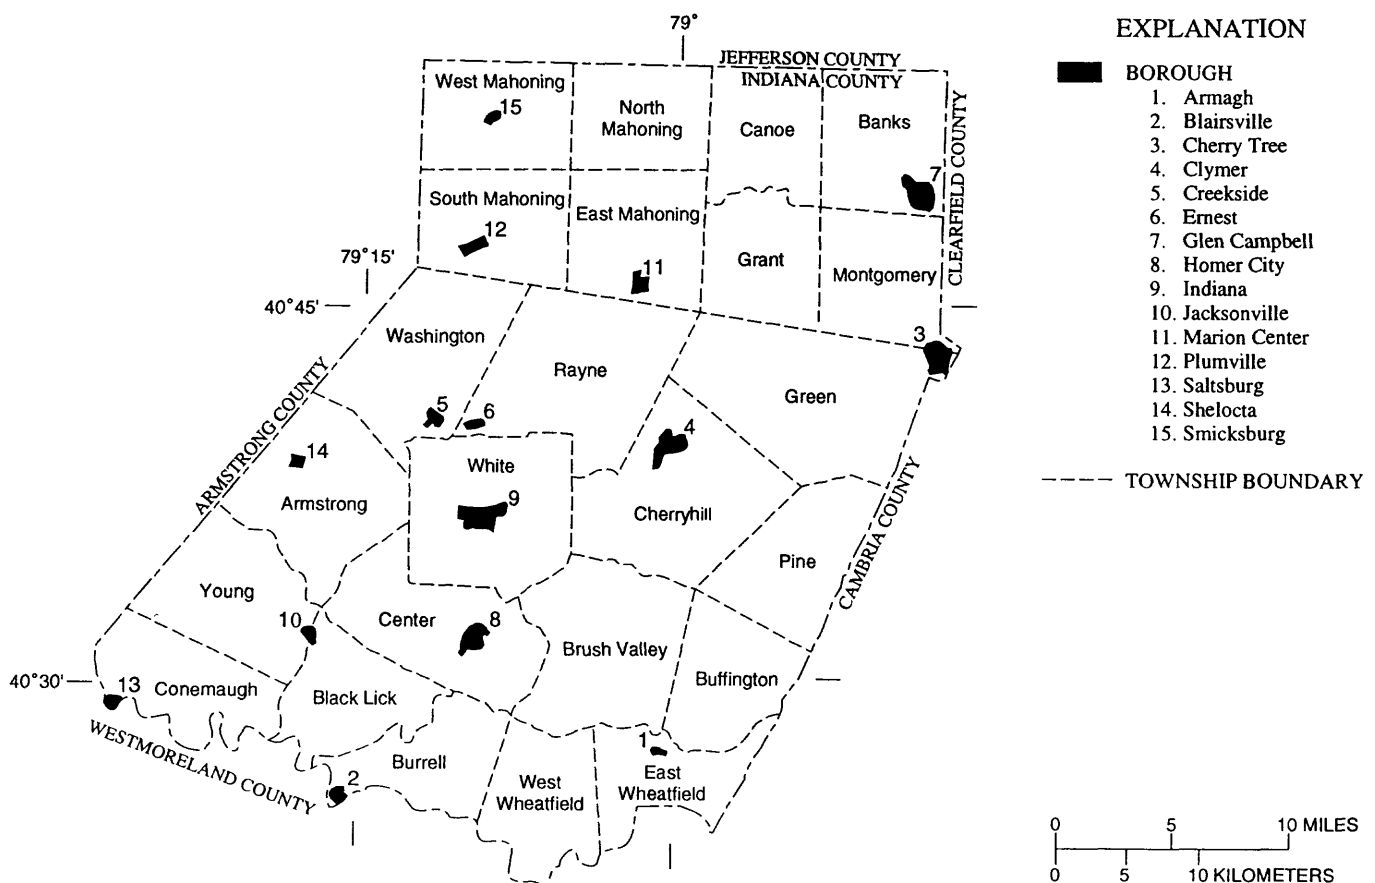 79°
JEFFERSON COUNTY
INDIANA COUNTY
West Mahoning
15
North
Mahoning
Canoe
Banks
7
CLEARFIELD COUNTY
South Mahoning
12
East Mahoning
11
Grant
Montgomery
79°15'
40°45'
Washington
Rayne
3
Green
5
6
4
ARMSTRONG COUNTY
14
Armstrong
White
9
Cherryhill
Pine
CAMBRIA COUNTY
Young
10
Center
8
Brush Valley
Buffington
40°30'
13
Conemaugh
Black Lick
WESTMORELAND COUNTY
2
Burrell
West
Wheatfield
1
East
Wheatfield
EXPLANATION
BOROUGH
1. Armagh
2. Blairsville
3. Cherry Tree
4. Clymer
5. Creekside
6. Ernest
7. Glen Campbell
8. Homer City
9. Indiana
10. Jacksonville
11. Marion Center
12. Plumville
13. Saltsburg
14. Shelocta
15. Smicksburg
TOWNSHIP BOUNDARY
0 5 10 MILES
0 5 10 KILOMETERS